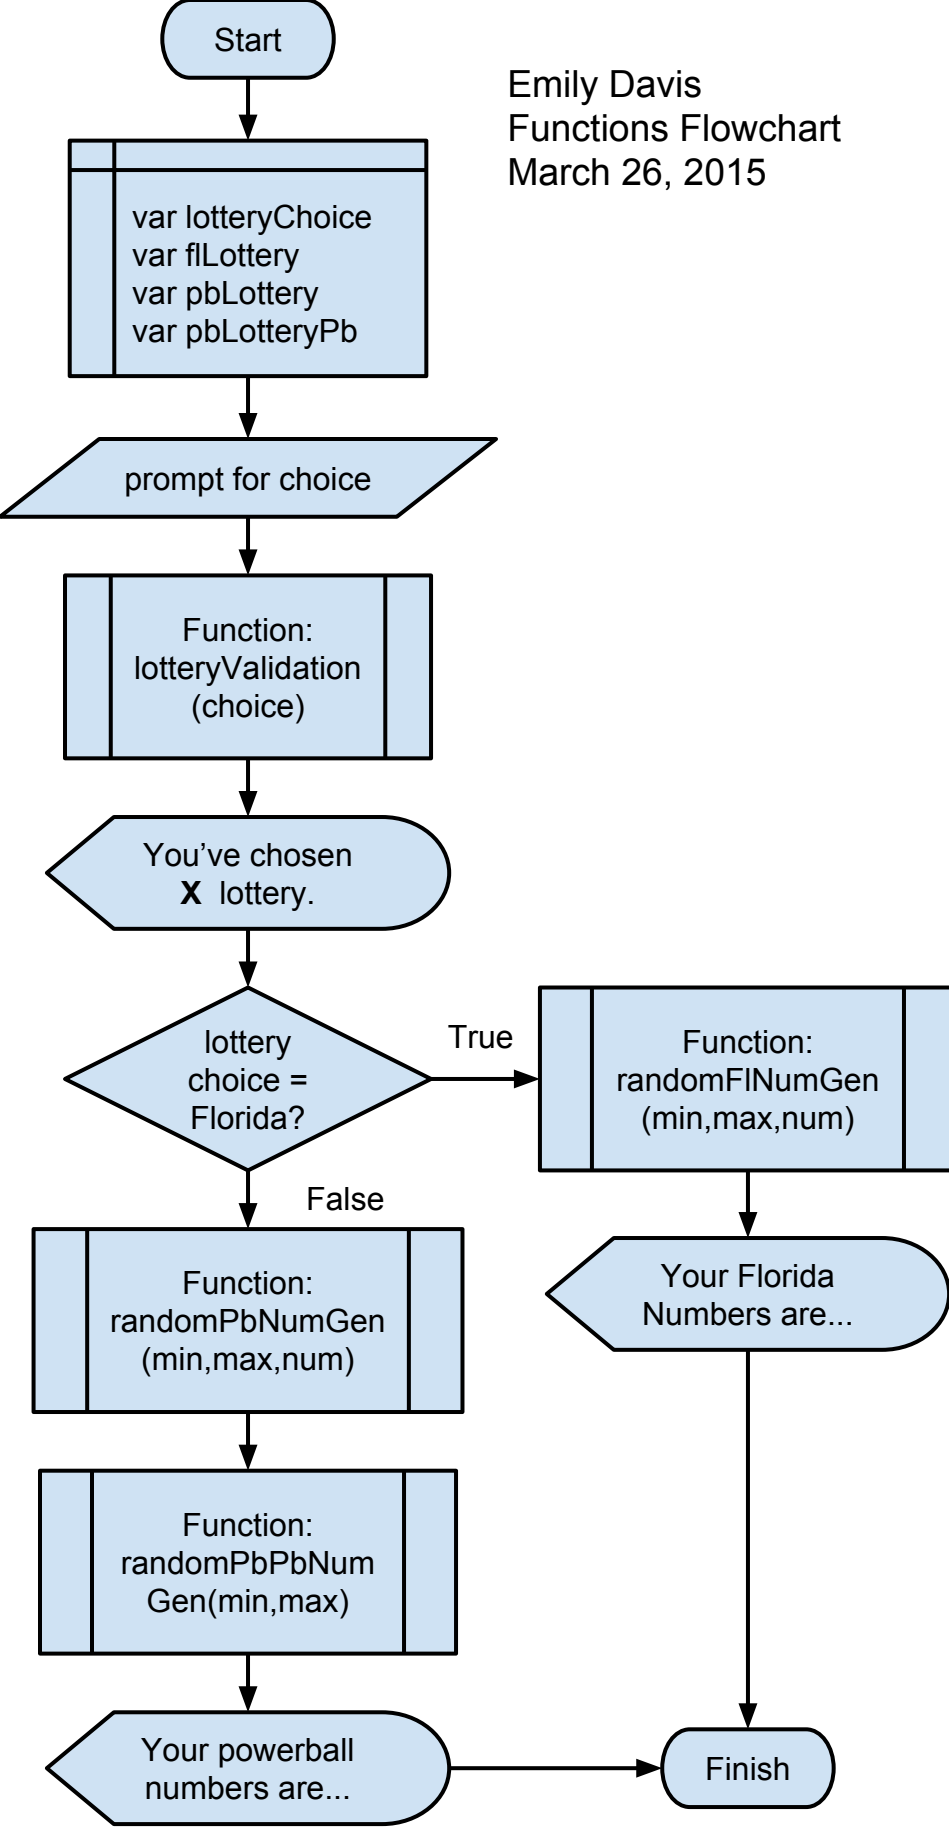 Start
Emily Davis
Functions Flowchart
March 26, 2015
var lotteryChoice
var flLottery
var pbLottery
var pbLotteryPb
prompt for choice
Function:
lotteryValidation
(choice)
You've chosen
X lottery.
lottery
choice =
Florida?
True
Function:
randomFlNumGen
(min,max,num)
False
Your Florida
Numbers are...
Function:
randomPbNumGen
(min,max,num)
Function:
randomPbPbNum
Gen(min,max)
Your powerball
numbers are...
Finish